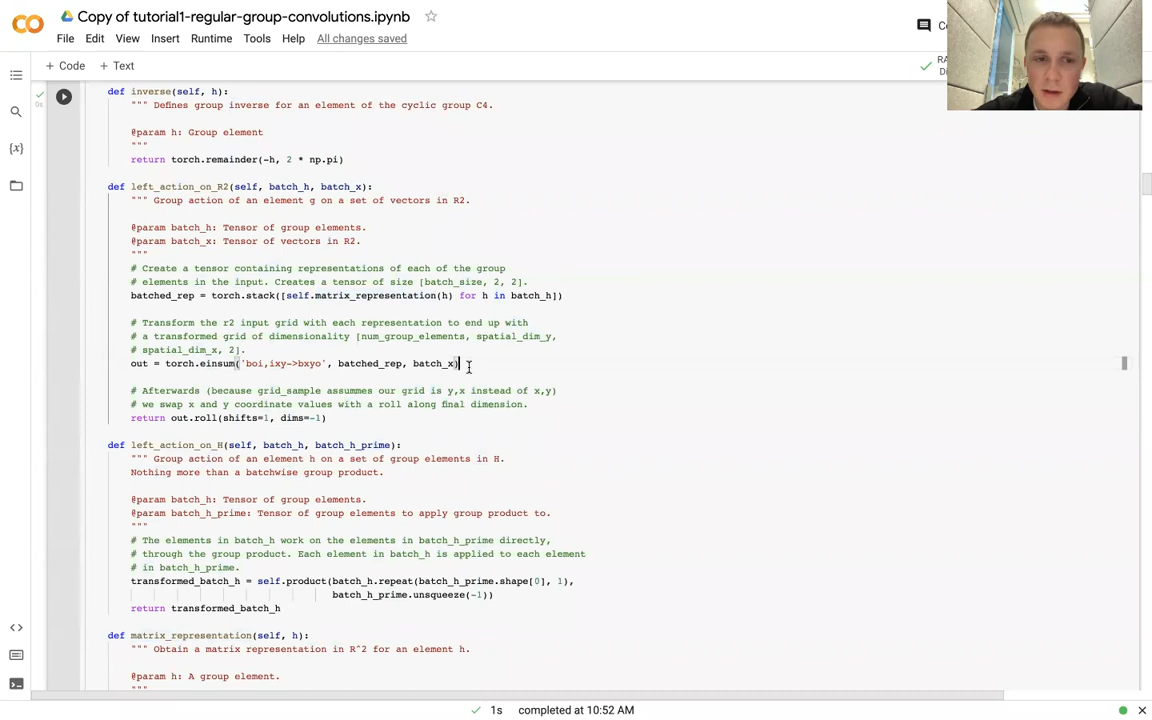 Copy of tutorial1-regular-group-convolutions.ipynb
File Edit View Insert Runtime Tools Help All changes saved
+ Code + Text
def inverse(self, h):
""" Defines group inverse for an element of the cyclic group C4.
@param h: Group element
"""
return torch.remainder(-h, 2 * np.pi)
def left_action_on_R2(self, batch_h, batch_x):
""" Group action of an element g on a set of vectors in R2.
@param batch_h: Tensor of group elements.
@param batch_x: Tensor of vectors in R2.
"""
# Create a tensor containing representations of each of the group
# elements in the input. Creates a tensor of size [batch_size, 2, 2].
batched_rep = torch.stack([self.matrix_representation(h) for h in batch_h])
# Transform the r2 input grid with each representation to end up with
# a transformed grid of dimensionality [num_group_elements, spatial_dim_y,
# spatial_dim_x, 2].
out = torch.einsum('boi,ixy->bxyo', batched_rep, batch_x)
# Afterwards (because grid_sample assummes our grid is y,x instead of x,y)
# we swap x and y coordinate values with a roll along final dimension.
return out.roll(shifts=1, dims=-1)
def left_action_on_H(self, batch_h, batch_h_prime):
""" Group action of an element h on a set of group elements in H.
Nothing more than a batchwise group product.
@param batch_h: Tensor of group elements.
@param batch_h_prime: Tensor of group elements to apply group product to.
"""
# The elements in batch_h work on the elements in batch_h_prime directly,
# through the group product. Each element in batch_h is applied to each element
# in batch_h_prime.
transformed_batch_h = self.product(batch_h.repeat(batch_h_prime.shape[0], 1),
batch_h_prime.unsqueeze(-1))
return transformed_batch_h
def matrix_representation(self, h):
""" Obtain a matrix representation in R^2 for an element h.
@param h: A group element.
1s completed at 10:52 AM